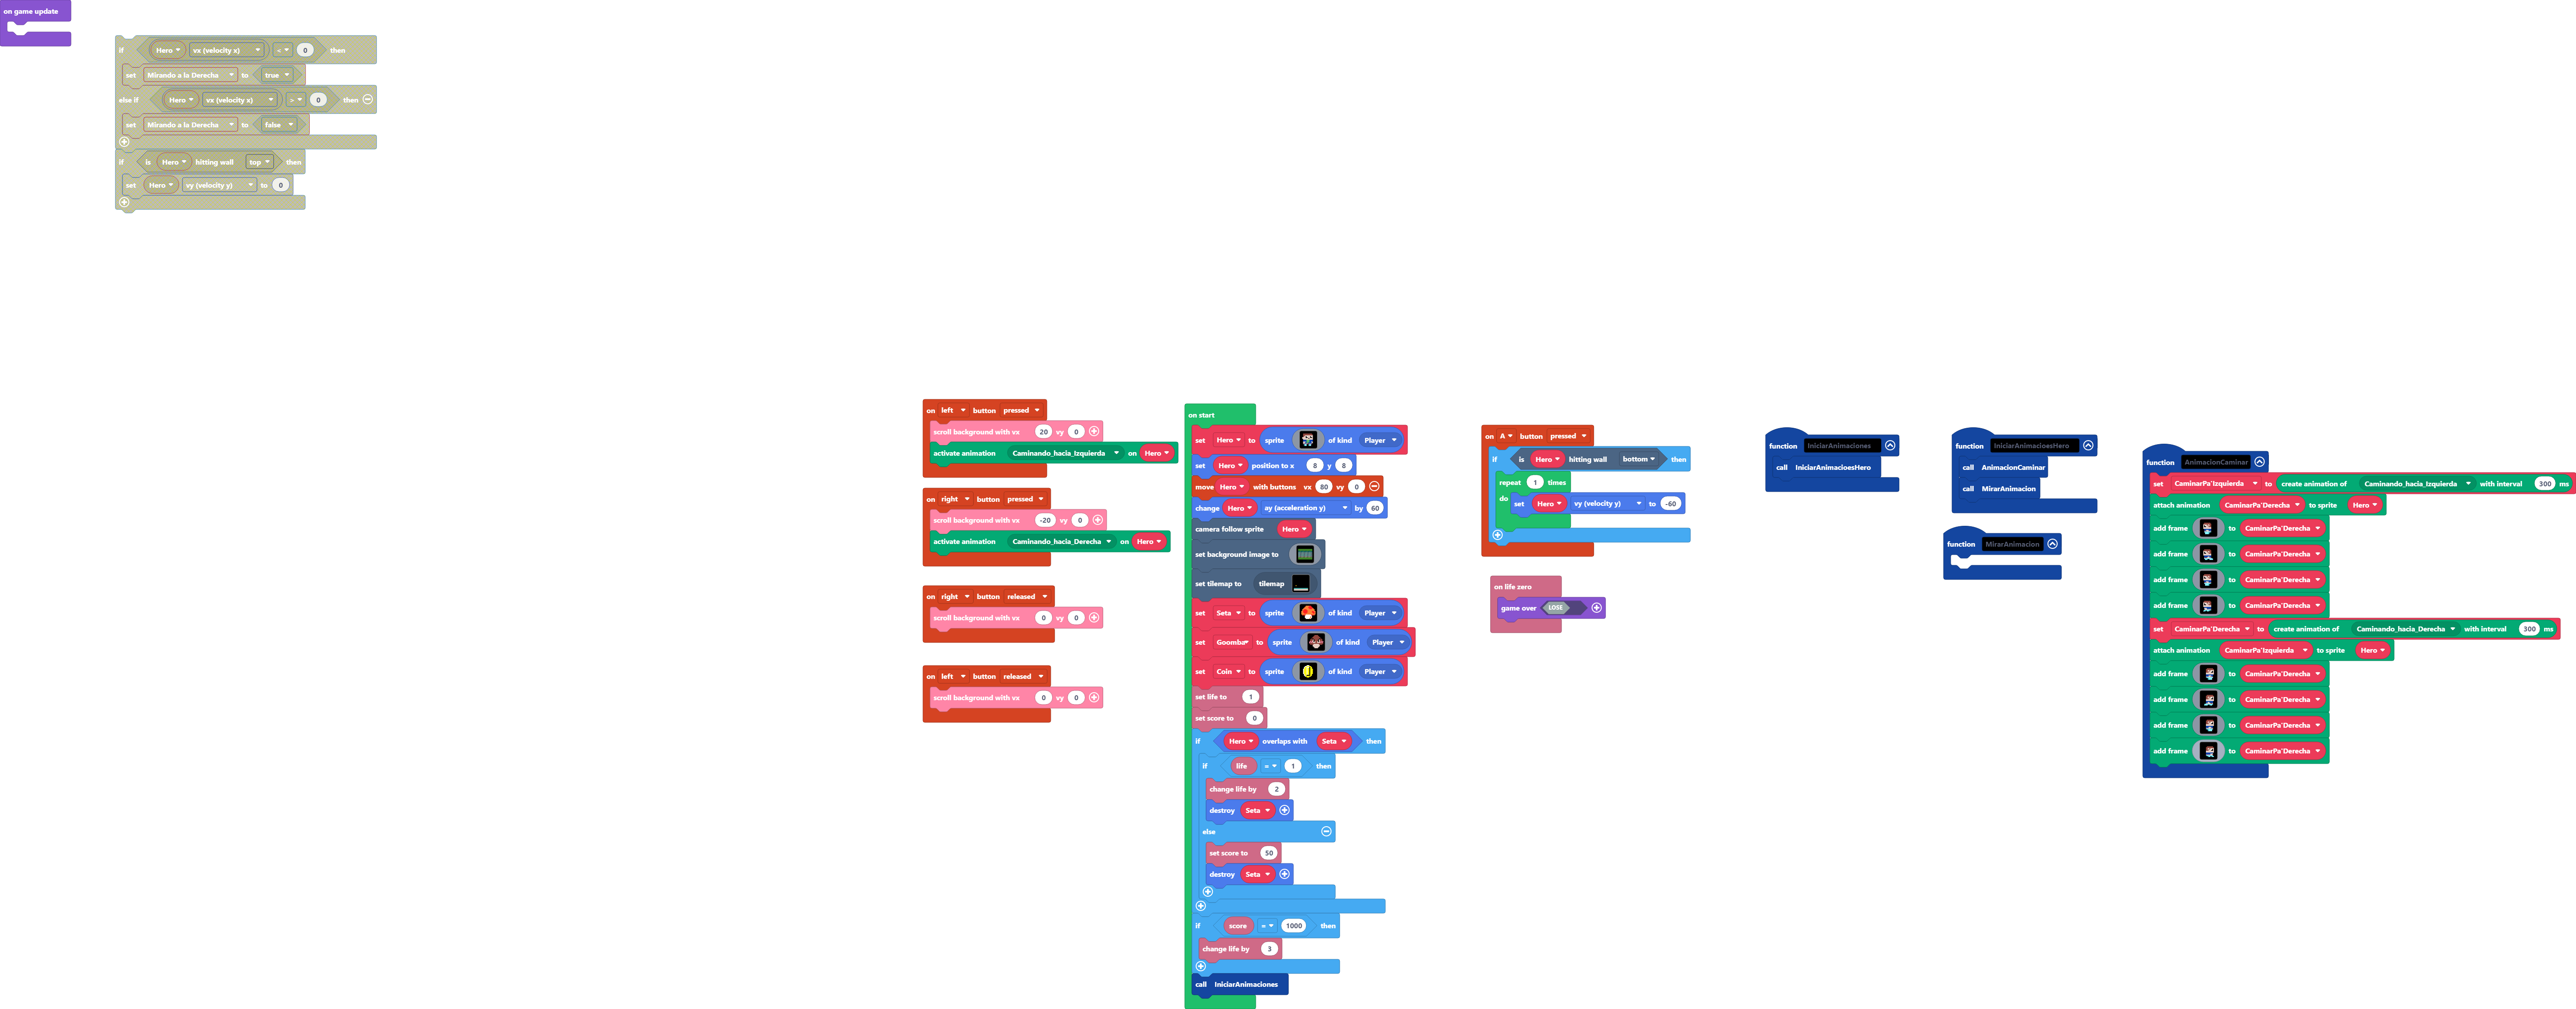 on game update
if Hero vx (velocity x) < 0 then
set Mirando a la Derecha to true
else if Hero vx (velocity x) > 0 then
set Mirando a la Derecha to false
if is Hero hitting wall top then
set Hero vy (velocity y) to 0
on left button pressed
scroll background with vx 20 vy 0
activate animation Caminando_hacia_Izquierda on Hero
on right button pressed
scroll background with vx -20 vy 0
activate animation Caminando_hacia_Derecha on Hero
on right button released
scroll background with vx 0 vy 0
on left button released
scroll background with vx 0 vy 0
on start
set Hero to sprite of kind Player
set Hero position to x 8 y 8
move Hero with buttons vx 80 vy 0
change Hero ay (acceleration y) by 60
camera follow sprite Hero
set background image to
set tilemap to tilemap
set Seta to sprite of kind Player
set Goomba to sprite of kind Player
set Coin to sprite of kind Player
set life to 1
set score to 0
if Hero overlaps with Seta then
if life = 1 then
change life by 2
destroy Seta
else
set score to 50
destroy Seta
if score = 1000 then
change life by 3
call IniciarAnimaciones
on A button pressed
if is Hero hitting wall bottom then
repeat 1 times
do set Hero vy (velocity y) to -60
on life zero
game over LOSE
function IniciarAnimaciones
call IniciarAnimacioesHero
function IniciarAnimacioesHero
call AnimacionCaminar
call MirarAnimacion
function MirarAnimacion
function AnimacionCaminar
set CaminarPa'Izquierda to create animation of Caminando_hacia_Izquierda with interval 300 ms
attach animation CaminarPa'Derecha to sprite Hero
add frame to CaminarPa'Derecha
add frame to CaminarPa'Derecha
add frame to CaminarPa'Derecha
add frame to CaminarPa'Derecha
set CaminarPa'Derecha to create animation of Caminando_hacia_Derecha with interval 300 ms
attach animation CaminarPa'Izquierda to sprite Hero
add frame to CaminarPa'Derecha
add frame to CaminarPa'Derecha
add frame to CaminarPa'Derecha
add frame to CaminarPa'Derecha